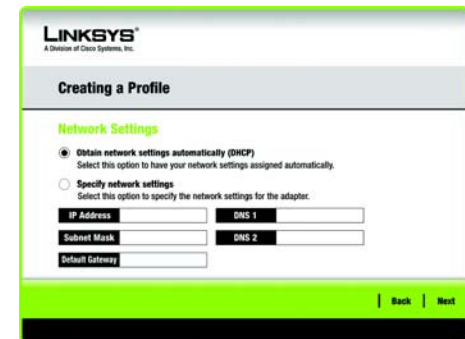 LINKSYS®
A Division of Cisco Systems, Inc.
Creating a Profile
Network Settings
Obtain network settings automatically (DHCP)
Select this option to have your network settings assigned automatically.
Specify network settings
Select this option to specify the network settings for the adapter.
IP Address DNS 1
Subnet Mask DNS 2
Default Gateway
Back Next